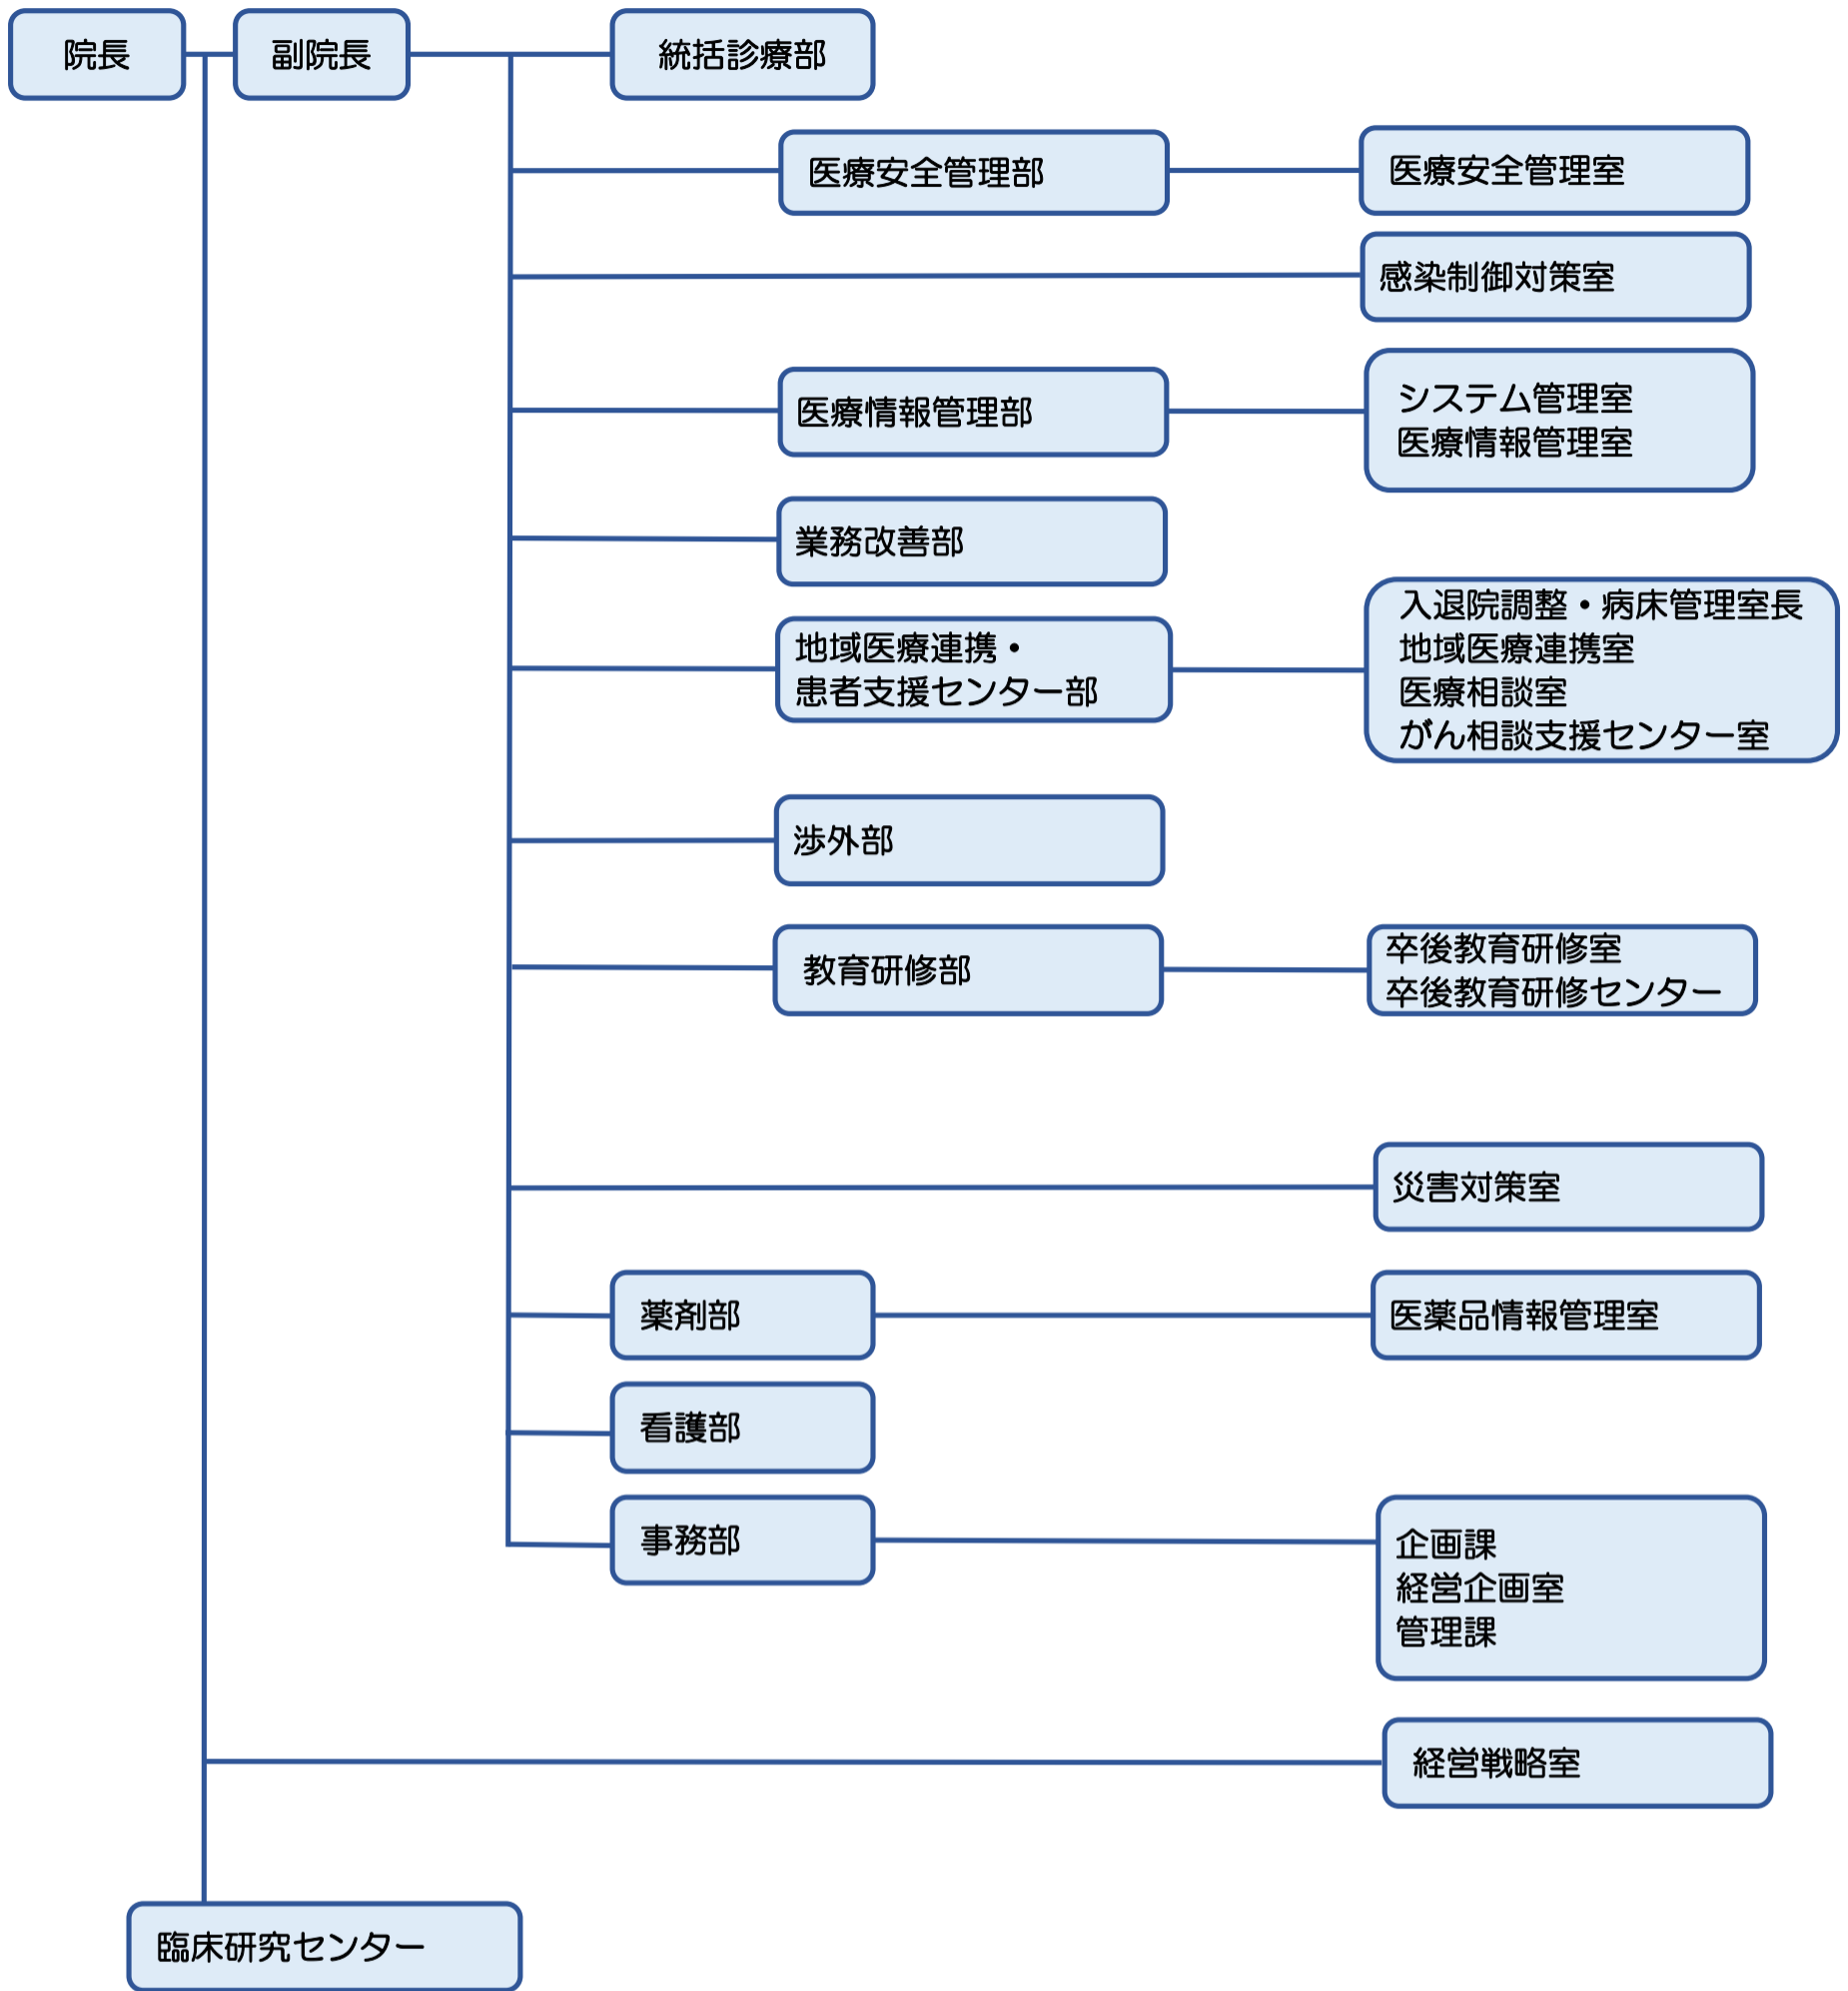 院長
副院長
統括診療部
医療安全管理部
医療安全管理室
感染制御対策室
医療情報管理部
システム管理室
医療情報管理室
業務改善部
地域医療連携・
患者支援センター部
入退院調整・病床管理室長
地域医療連携室
医療相談室
がん相談支援センター室
渉外部
教育研修部
卒後教育研修室
卒後教育研修センター
災害対策室
薬剤部
医薬品情報管理室
看護部
事務部
企画課
経営企画室
管理課
経営戦略室
臨床研究センター